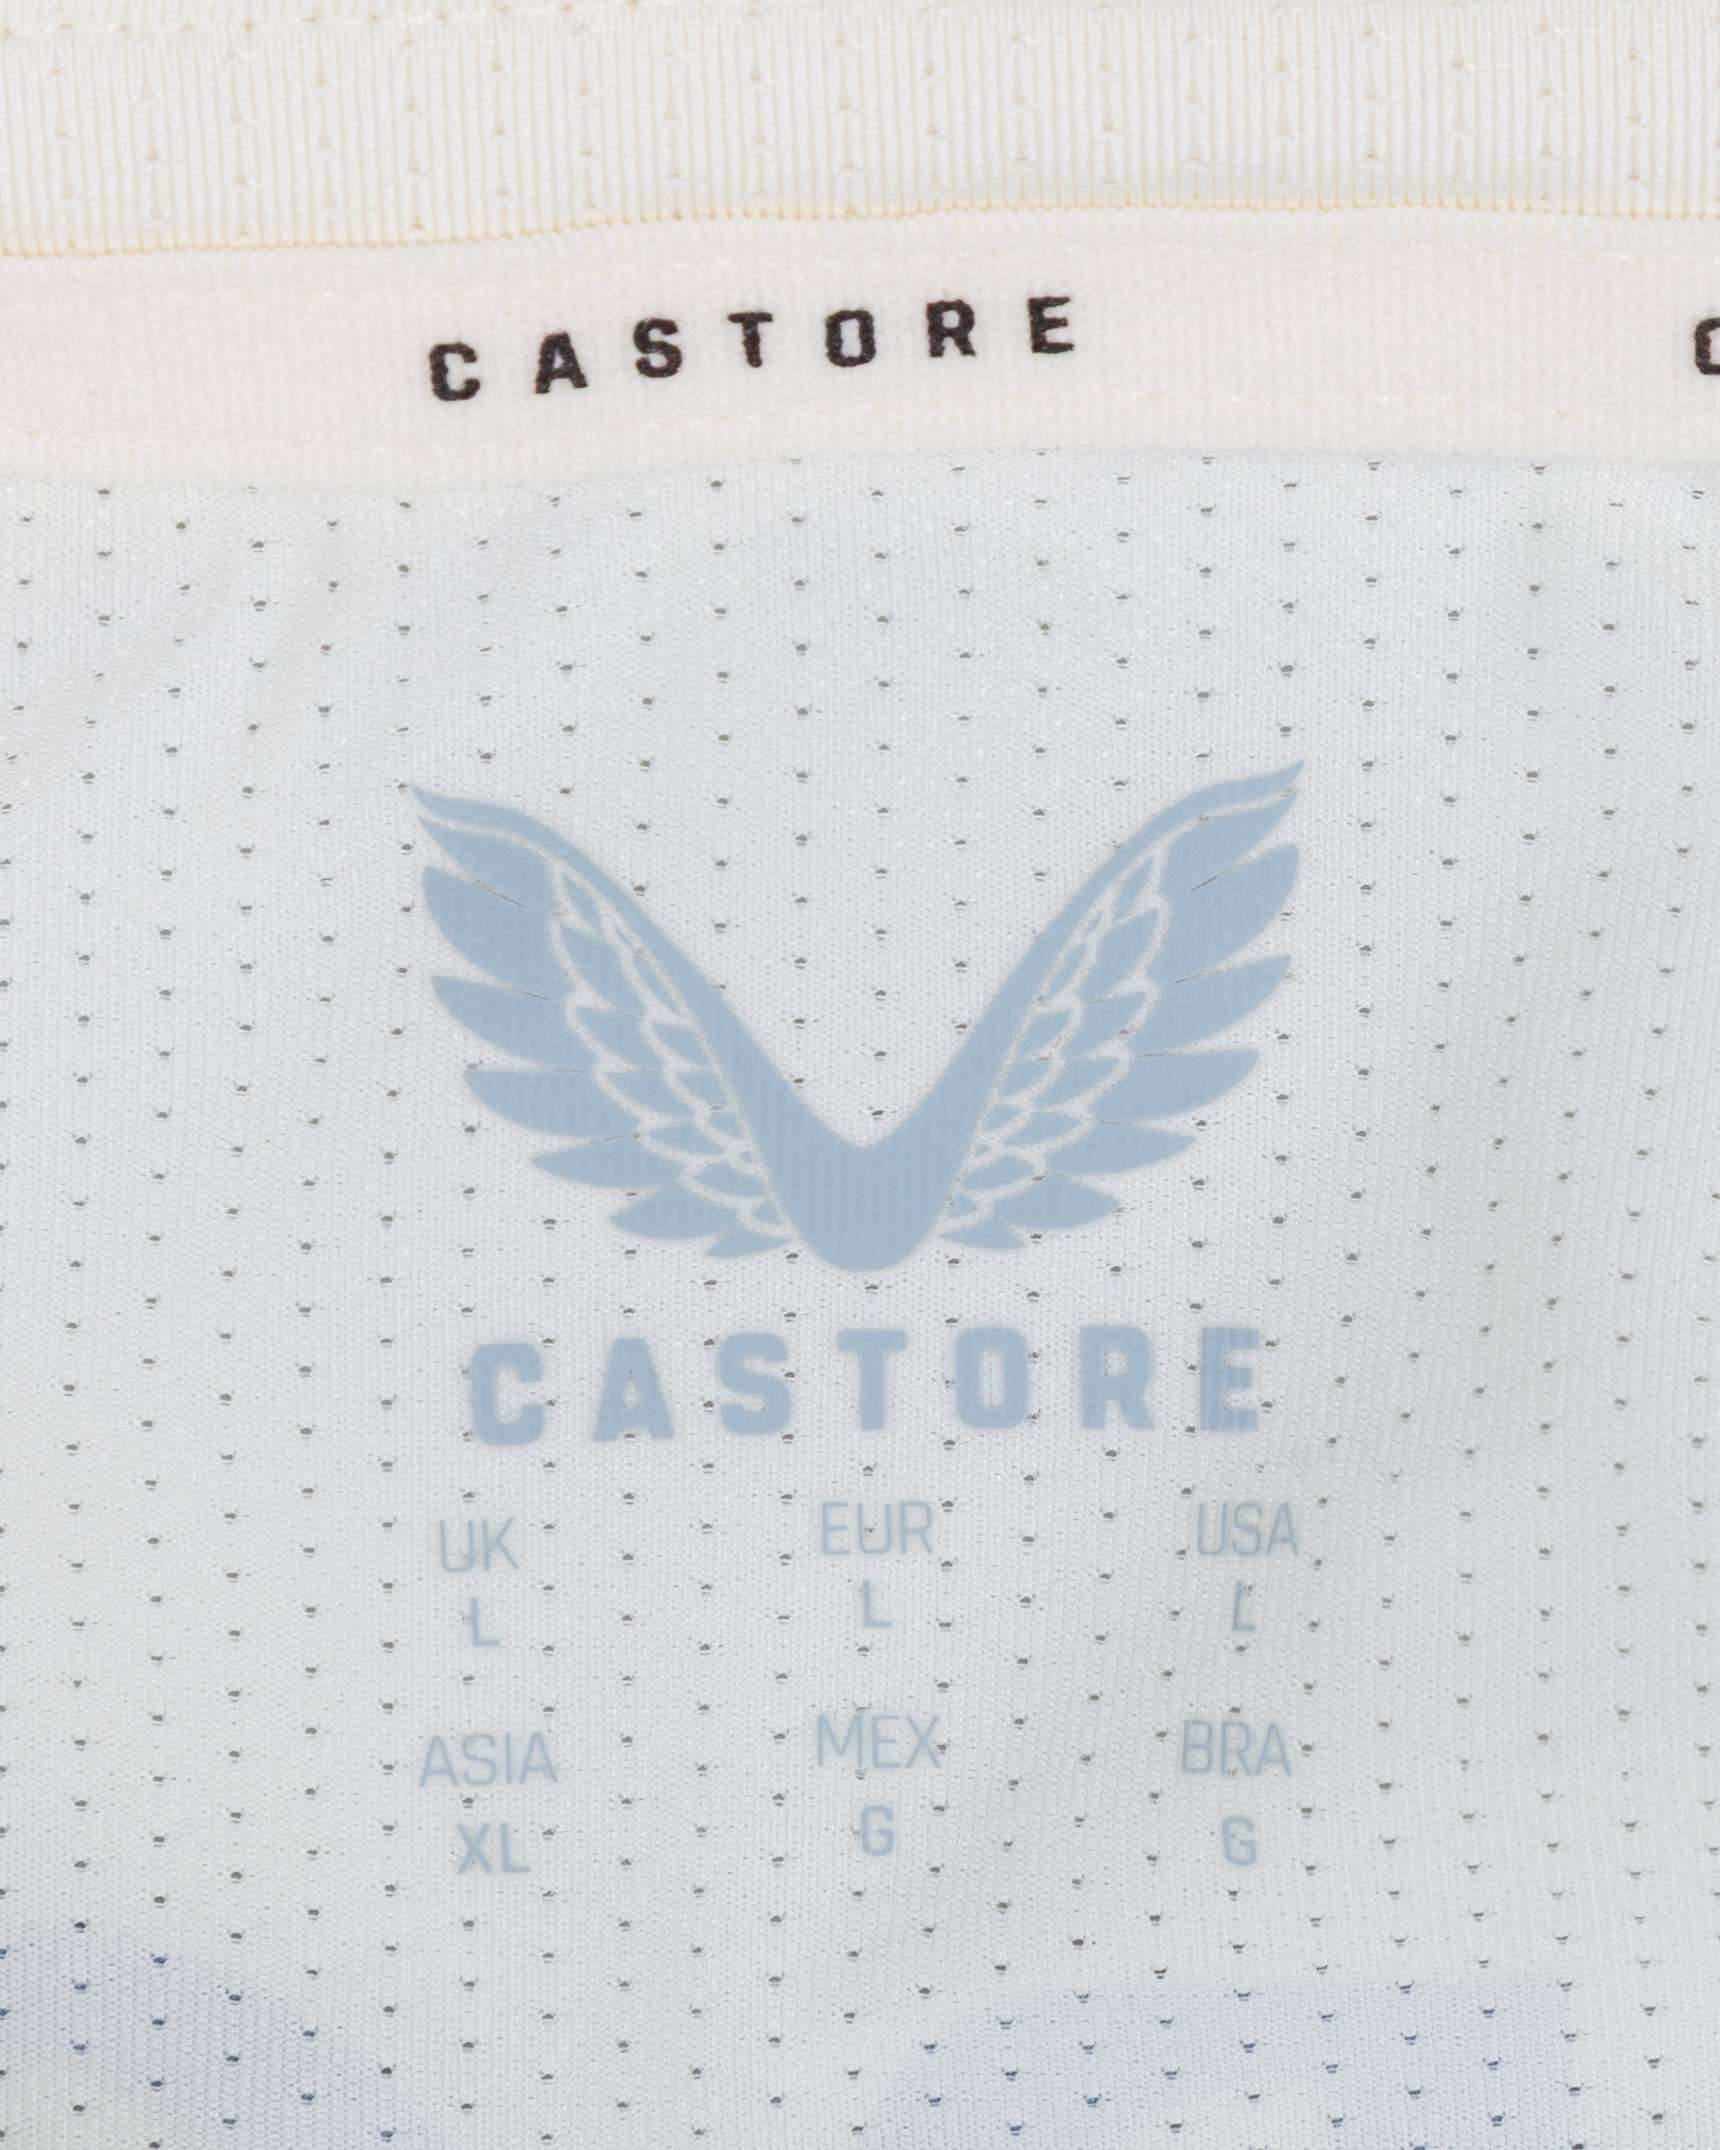 CASTORE
CASTORE
UK EUR USA
L L L
ASIA MEX BRA
XL G G